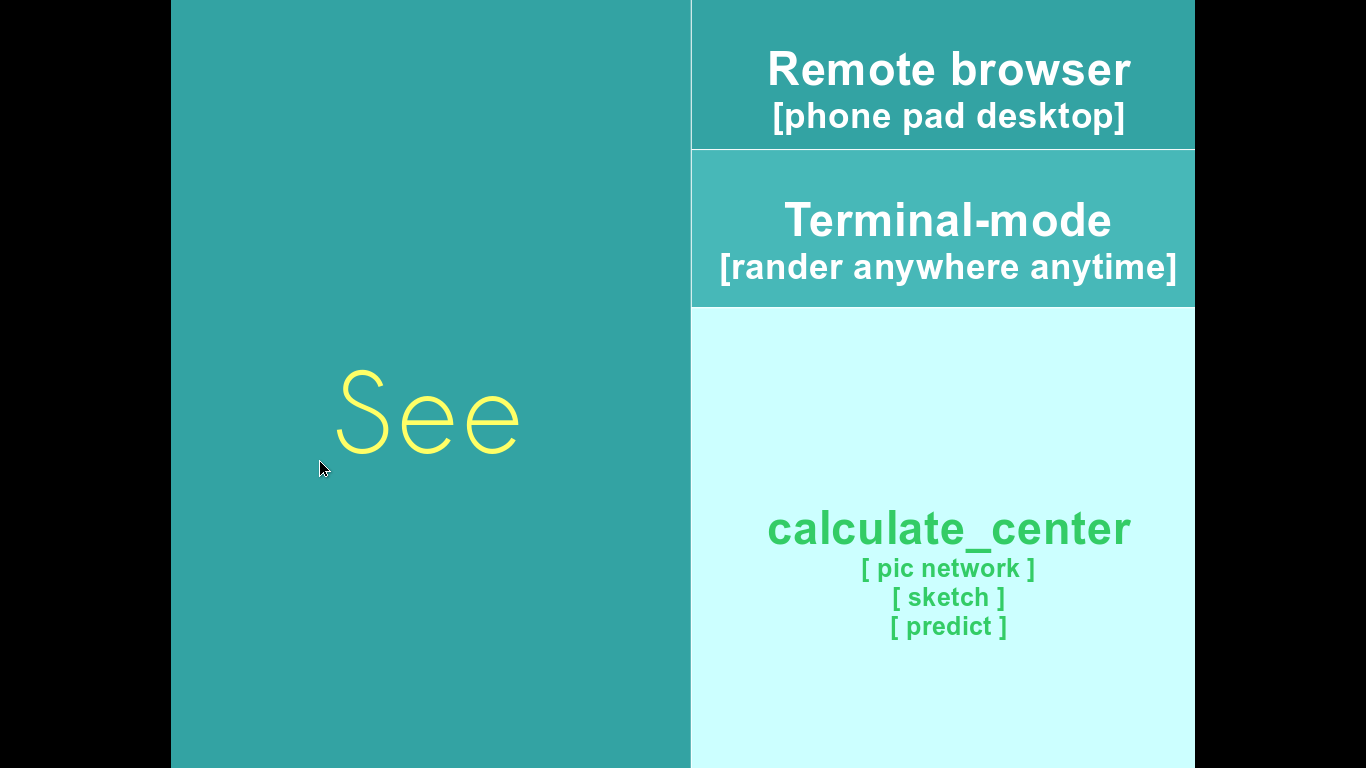 See
Remote browser
[phone pad desktop]
Terminal-mode
[rander anywhere anytime]
calculate_center
[ pic network ]
[ sketch ]
[ predict ]